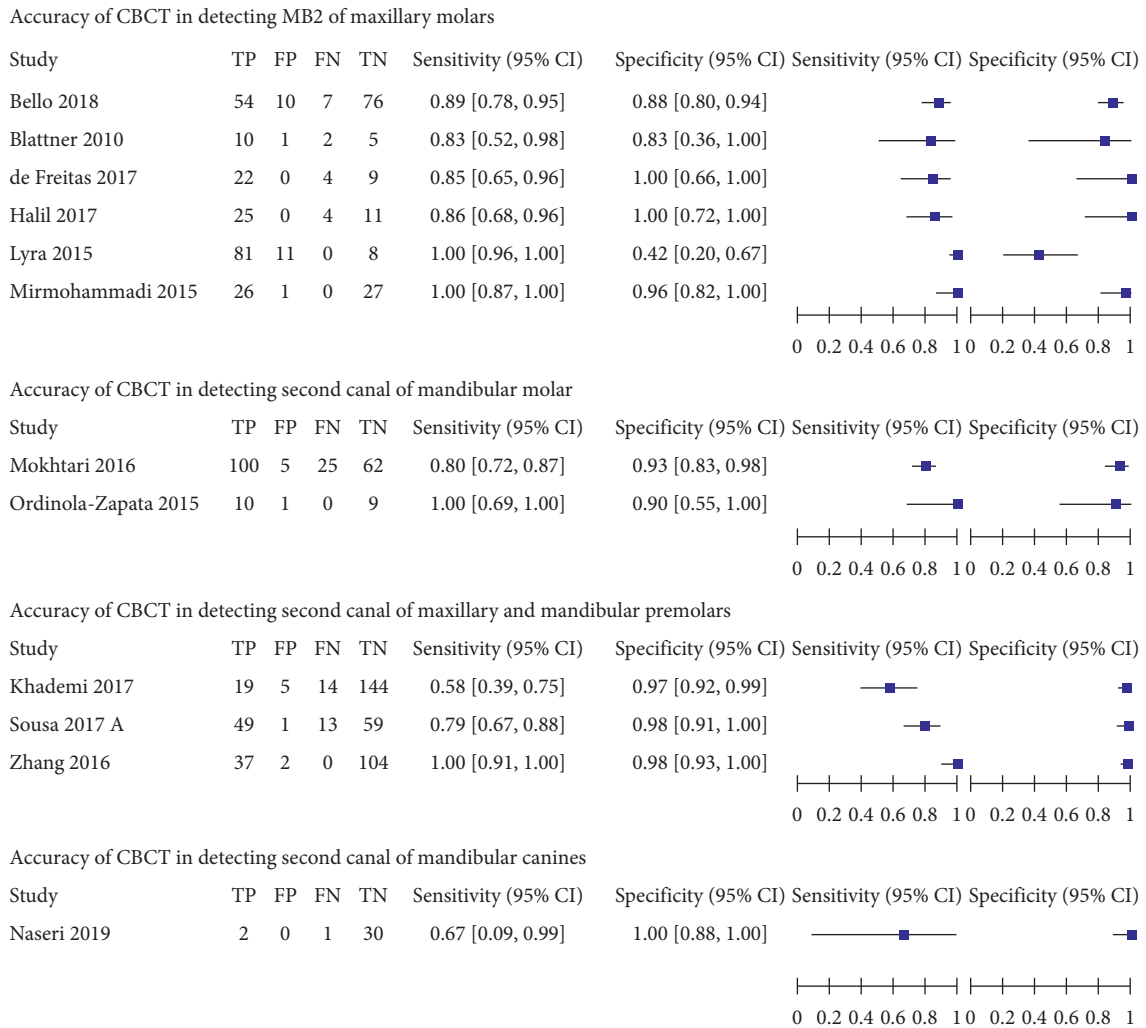 Accuracy of CBCT in detecting MB2 of maxillary molars
Study TP FP FN TN Sensitivity (95% CI) Specificity (95% CI) Sensitivity (95% CI) Specificity (95% CI)
Bello 2018 54 10 7 76 0.89 [0.78, 0.95] 0.88 [0.80, 0.94]
Blattner 2010 10 1 2 5 0.83 [0.52, 0.98] 0.83 [0.36, 1.00]
de Freitas 2017 22 0 4 9 0.85 [0.65, 0.96] 1.00 [0.66, 1.00]
Halil 2017 25 0 4 11 0.86 [0.68, 0.96] 1.00 [0.72, 1.00]
Lyra 2015 81 11 0 8 1.00 [0.96, 1.00] 0.42 [0.20, 0.67]
Mirmohammadi 2015 26 1 0 27 1.00 [0.87, 1.00] 0.96 [0.82, 1.00]
0 0.2 0.4 0.6 0.8 1 0 0.2 0.4 0.6 0.8 1
Accuracy of CBCT in detecting second canal of mandibular molar
Study TP FP FN TN Sensitivity (95% CI) Specificity (95% CI) Sensitivity (95% CI) Specificity (95% CI)
Mokhtari 2016 100 5 25 62 0.80 [0.72, 0.87] 0.93 [0.83, 0.98]
Ordinola-Zapata 2015 10 1 0 9 1.00 [0.69, 1.00] 0.90 [0.55, 1.00]
0 0.2 0.4 0.6 0.8 1 0 0.2 0.4 0.6 0.8 1
Accuracy of CBCT in detecting second canal of maxillary and mandibular premolars
Study TP FP FN TN Sensitivity (95% CI) Specificity (95% CI) Sensitivity (95% CI) Specificity (95% CI)
Khademi 2017 19 5 14 144 0.58 [0.39, 0.75] 0.97 [0.92, 0.99]
Sousa 2017 A 49 1 13 59 0.79 [0.67, 0.88] 0.98 [0.91, 1.00]
Zhang 2016 37 2 0 104 1.00 [0.91, 1.00] 0.98 [0.93, 1.00]
0 0.2 0.4 0.6 0.8 1 0 0.2 0.4 0.6 0.8 1
Accuracy of CBCT in detecting second canal of mandibular canines
Study TP FP FN TN Sensitivity (95% CI) Specificity (95% CI) Sensitivity (95% CI) Specificity (95% CI)
Naseri 2019 2 0 1 30 0.67 [0.09, 0.99] 1.00 [0.88, 1.00]
0 0.2 0.4 0.6 0.8 1 0 0.2 0.4 0.6 0.8 1